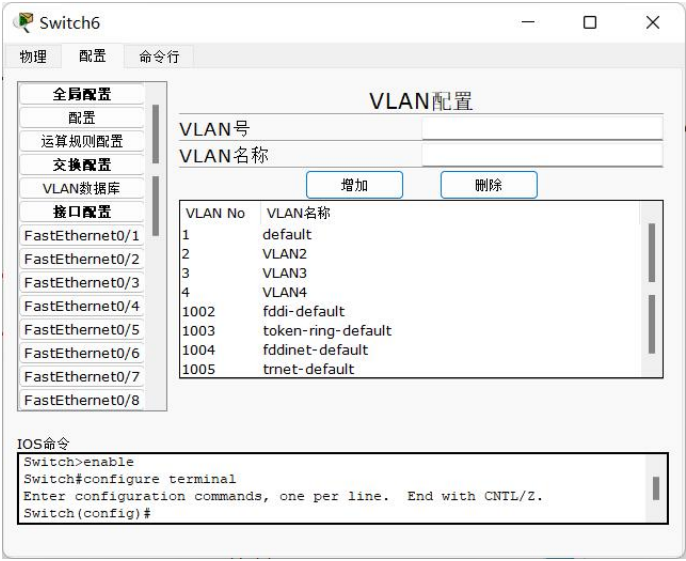 Switch6
物理 配置 命令行
全局配置
配置
运算规则配置
交换配置
VLAN数据库
接口配置
FastEthernet0/1
FastEthernet0/2
FastEthernet0/3
FastEthernet0/4
FastEthernet0/5
FastEthernet0/6
FastEthernet0/7
FastEthernet0/8
VLAN配置
VLAN号
VLAN名称
增加 删除
VLAN No VLAN名称
1 default
2 VLAN2
3 VLAN3
4 VLAN4
1002 fddi-default
1003 token-ring-default
1004 fddinet-default
1005 trnet-default
IOS命令
Switch>enable
Switch#configure terminal
Enter configuration commands, one per line.  End with CNTL/Z.
Switch(config)#